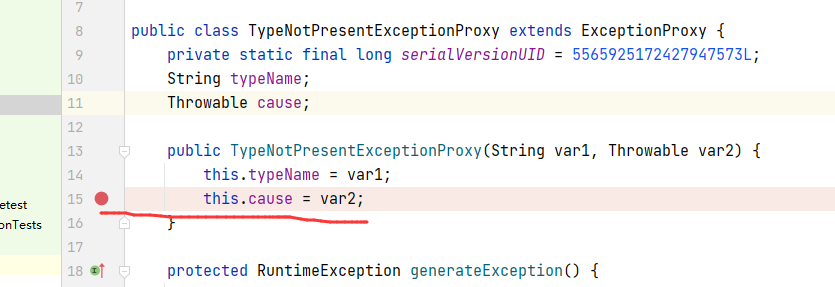 7
8 public class TypeNotPresentExceptionProxy extends ExceptionProxy {
9 private static final long serialVersionUID = 5565925172427947573L;
10 String typeName;
11 Throwable cause;
12
13 public TypeNotPresentExceptionProxy(String var1, Throwable var2) {
14 this.typeName = var1;
15 this.cause = var2;
etest
16 }
onTests
17
18 protected RuntimeException generateException() {